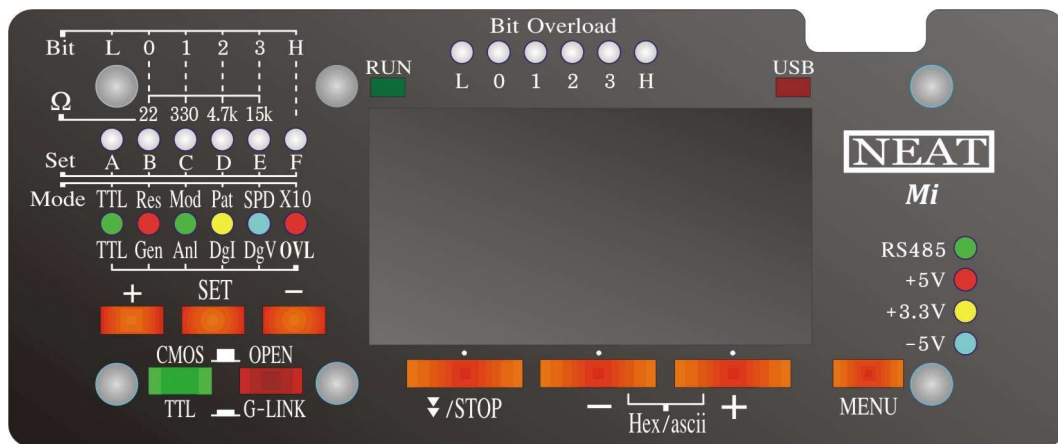 Bit Overload
Bit L 0 1 2 3 H
RUN
L 0 1 2 3 H
USB
Ω
22 330 4.7k 15k
Set A B C D E F
NEAT
Mi
Mode TTL Res Mod Pat SPD X10
TTL Gen Anl DgI DgV OVL
RS485
+5V
+3.3V
-5V
+ SET −
CMOS OPEN
TTL G-LINK
/STOP
− Hex/ascii +
MENU